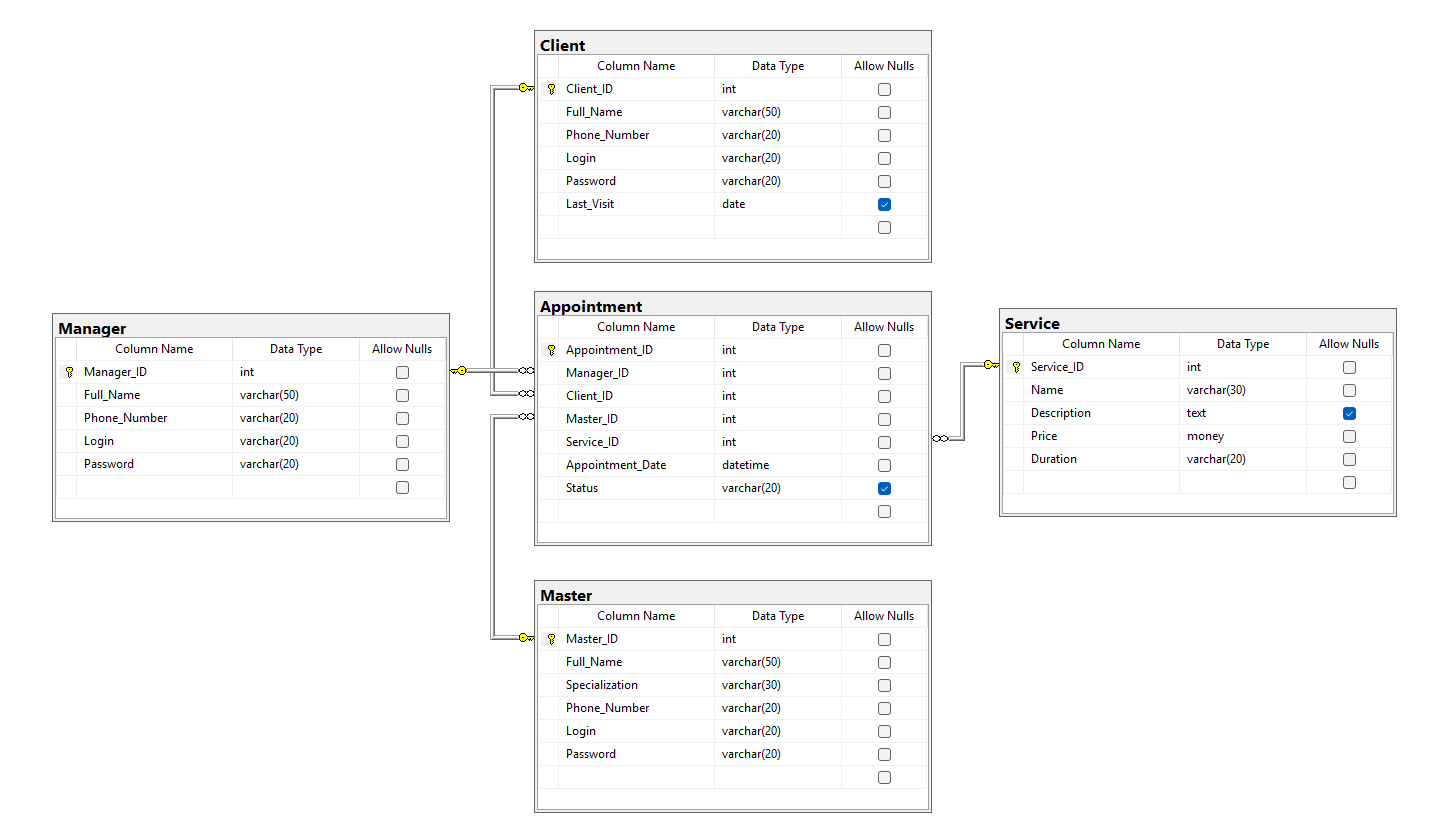 Client
Column Name Data Type Allow Nulls
Client_ID int
Full_Name varchar(50)
Phone_Number varchar(20)
Login varchar(20)
Password varchar(20)
Last_Visit date
Manager
Column Name Data Type Allow Nulls
Manager_ID int
Full_Name varchar(50)
Phone_Number varchar(20)
Login varchar(20)
Password varchar(20)
Appointment
Column Name Data Type Allow Nulls
Appointment_ID int
Manager_ID int
Client_ID int
Master_ID int
Service_ID int
Appointment_Date datetime
Status varchar(20)
Service
Column Name Data Type Allow Nulls
Service_ID int
Name varchar(30)
Description text
Price money
Duration varchar(20)
Master
Column Name Data Type Allow Nulls
Master_ID int
Full_Name varchar(50)
Specialization varchar(30)
Phone_Number varchar(20)
Login varchar(20)
Password varchar(20)